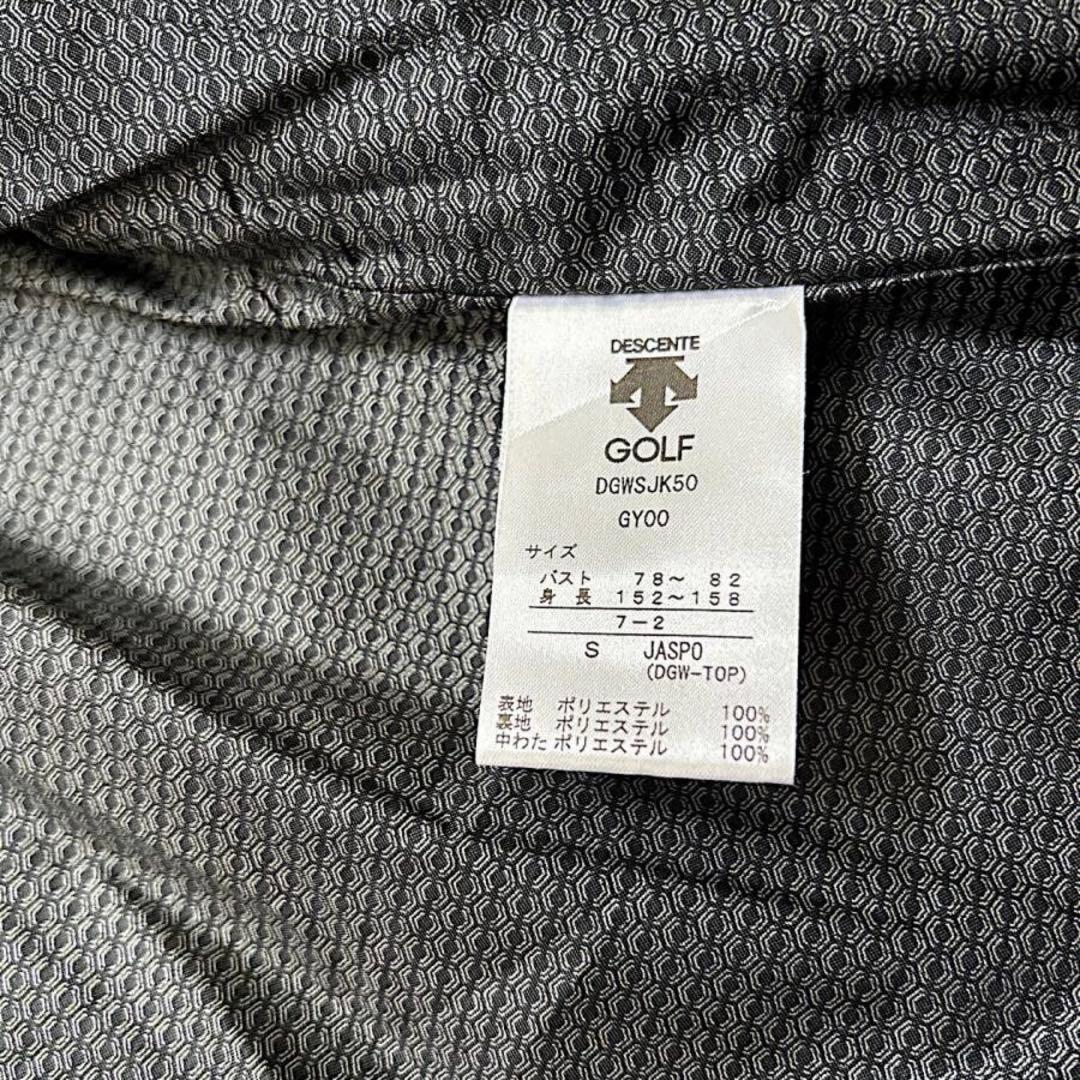 DESCENTE
GOLF
DGWSJK50
GY00
サイズ
バスト 78～ 82
身 長 152～158
7－2
S JASPO
(DGW-TOP)
表地 ポリエステル 100%
裏地 ポリエステル 100%
中わた ポリエステル 100%